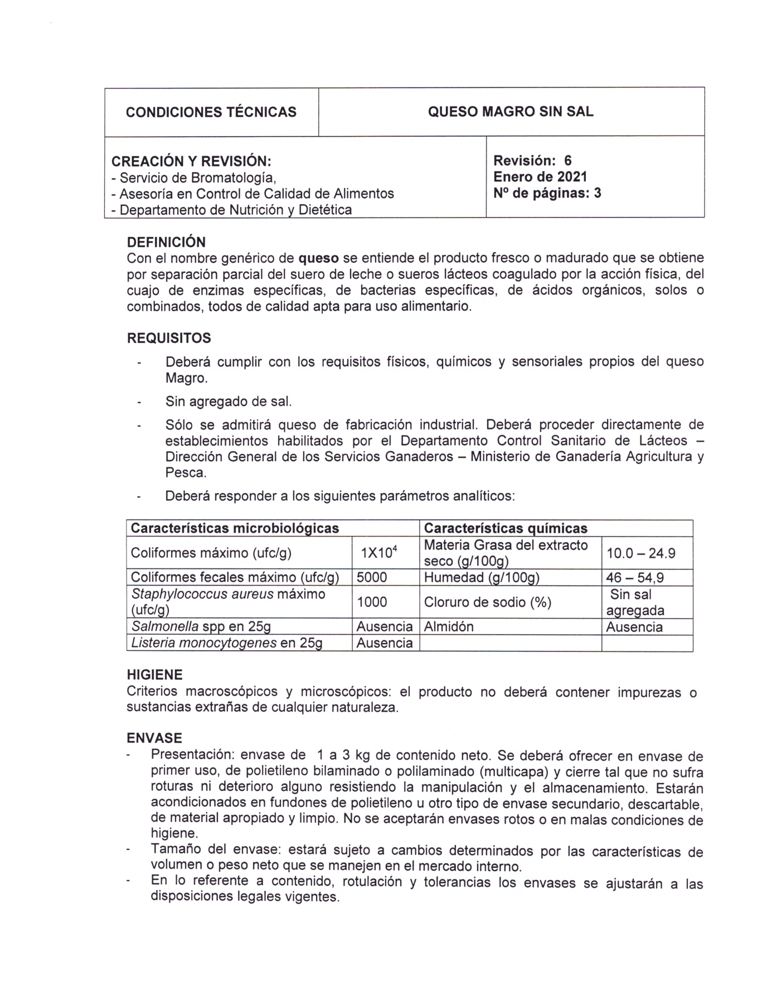 CONDICIONES TÉCNICAS
QUESO MAGRO SIN SAL
CREACIÓN Y REVISIÓN:
- Servicio de Bromatología,
- Asesoría en Control de Calidad de Alimentos
- Departamento de Nutrición y Dietética
Revisión:  6
Enero de 2021
Nº de páginas: 3
DEFINICIÓN
Con el nombre genérico de queso se entiende el producto fresco o madurado que se obtiene
por separación parcial del suero de leche o sueros lácteos coagulado por la acción física, del
cuajo de enzimas específicas, de bacterias específicas, de ácidos orgánicos, solos o
combinados, todos de calidad apta para uso alimentario.
REQUISITOS
- Deberá cumplir con los requisitos físicos, químicos y sensoriales propios del queso
Magro.
- Sin agregado de sal.
- Sólo se admitirá queso de fabricación industrial. Deberá proceder directamente de
establecimientos habilitados por el Departamento Control Sanitario de Lácteos –
Dirección General de los Servicios Ganaderos – Ministerio de Ganadería Agricultura y
Pesca.
- Deberá responder a los siguientes parámetros analíticos:
Características microbiológicas Características químicas
Coliformes máximo (ufc/g) 1X10⁴ Materia Grasa del extracto
seco (g/100g) 10.0 – 24.9
Coliformes fecales máximo (ufc/g) 5000 Humedad (g/100g) 46 – 54,9
Staphylococcus aureus máximo
(ufc/g) 1000 Cloruro de sodio (%) Sin sal
agregada
Salmonella spp en 25g Ausencia Almidón Ausencia
Listeria monocytogenes en 25g Ausencia
HIGIENE
Criterios macroscópicos y microscópicos: el producto no deberá contener impurezas o
sustancias extrañas de cualquier naturaleza.
ENVASE
- Presentación: envase de  1 a 3 kg de contenido neto. Se deberá ofrecer en envase de
primer uso, de polietileno bilaminado o polilaminado (multicapa) y cierre tal que no sufra
roturas ni deterioro alguno resistiendo la manipulación y el almacenamiento. Estarán
acondicionados en fundones de polietileno u otro tipo de envase secundario, descartable,
de material apropiado y limpio. No se aceptarán envases rotos o en malas condiciones de
higiene.
- Tamaño del envase: estará sujeto a cambios determinados por las características de
volumen o peso neto que se manejen en el mercado interno.
- En lo referente a contenido, rotulación y tolerancias los envases se ajustarán a las
disposiciones legales vigentes.